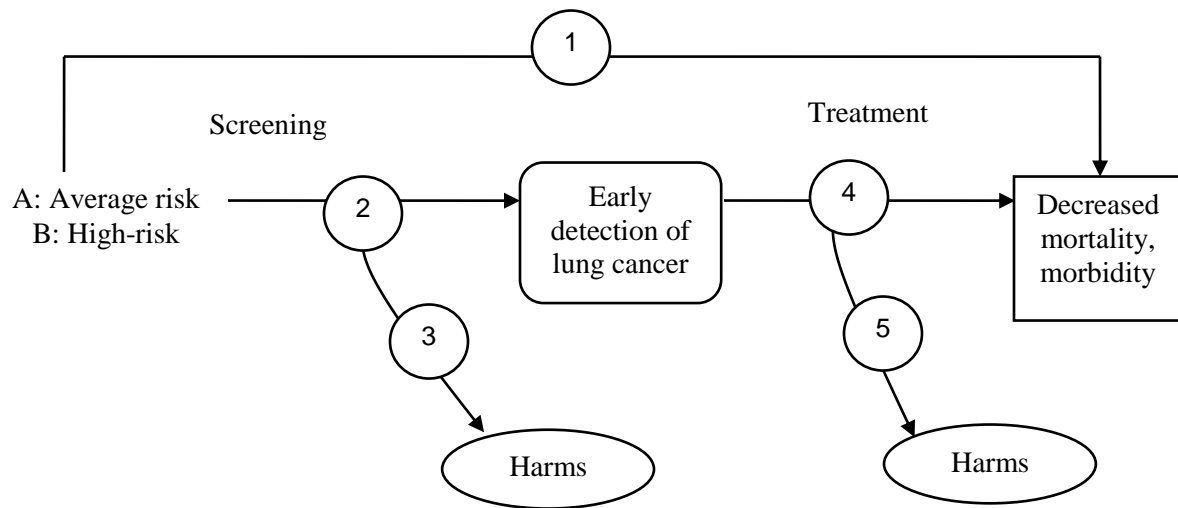 1
Screening
Treatment
A: Average risk
B: High-risk
2
Early
detection of
lung cancer
4
Decreased
mortality,
morbidity
3
5
Harms
Harms